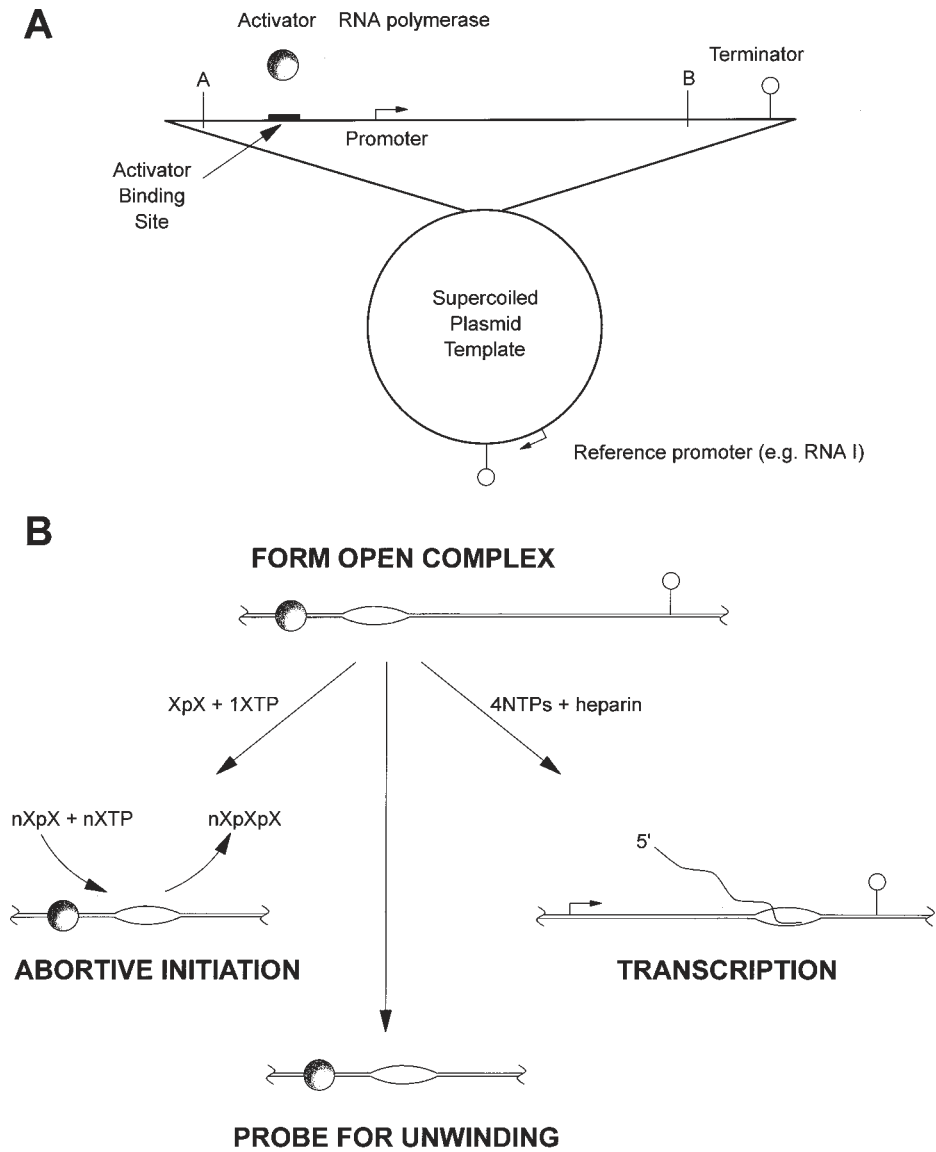 A
Activator RNA polymerase
Terminator
A
B
Promoter
Activator
Binding
Site
Supercoiled
Plasmid
Template
Reference promoter (e.g. RNA I)
B
FORM OPEN COMPLEX
XpX + 1XTP
4NTPs + heparin
nXpX + nXTP
nXpXpX
5'
ABORTIVE INITIATION
TRANSCRIPTION
PROBE FOR UNWINDING